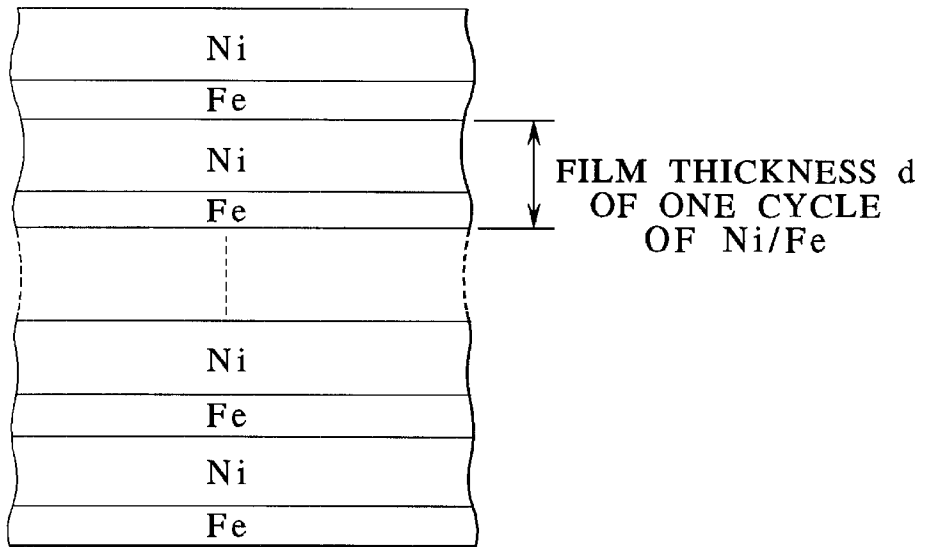 Ni
Fe
Ni
Fe
FILM THICKNESS d
OF ONE CYCLE
OF Ni/Fe
Ni
Fe
Ni
Fe